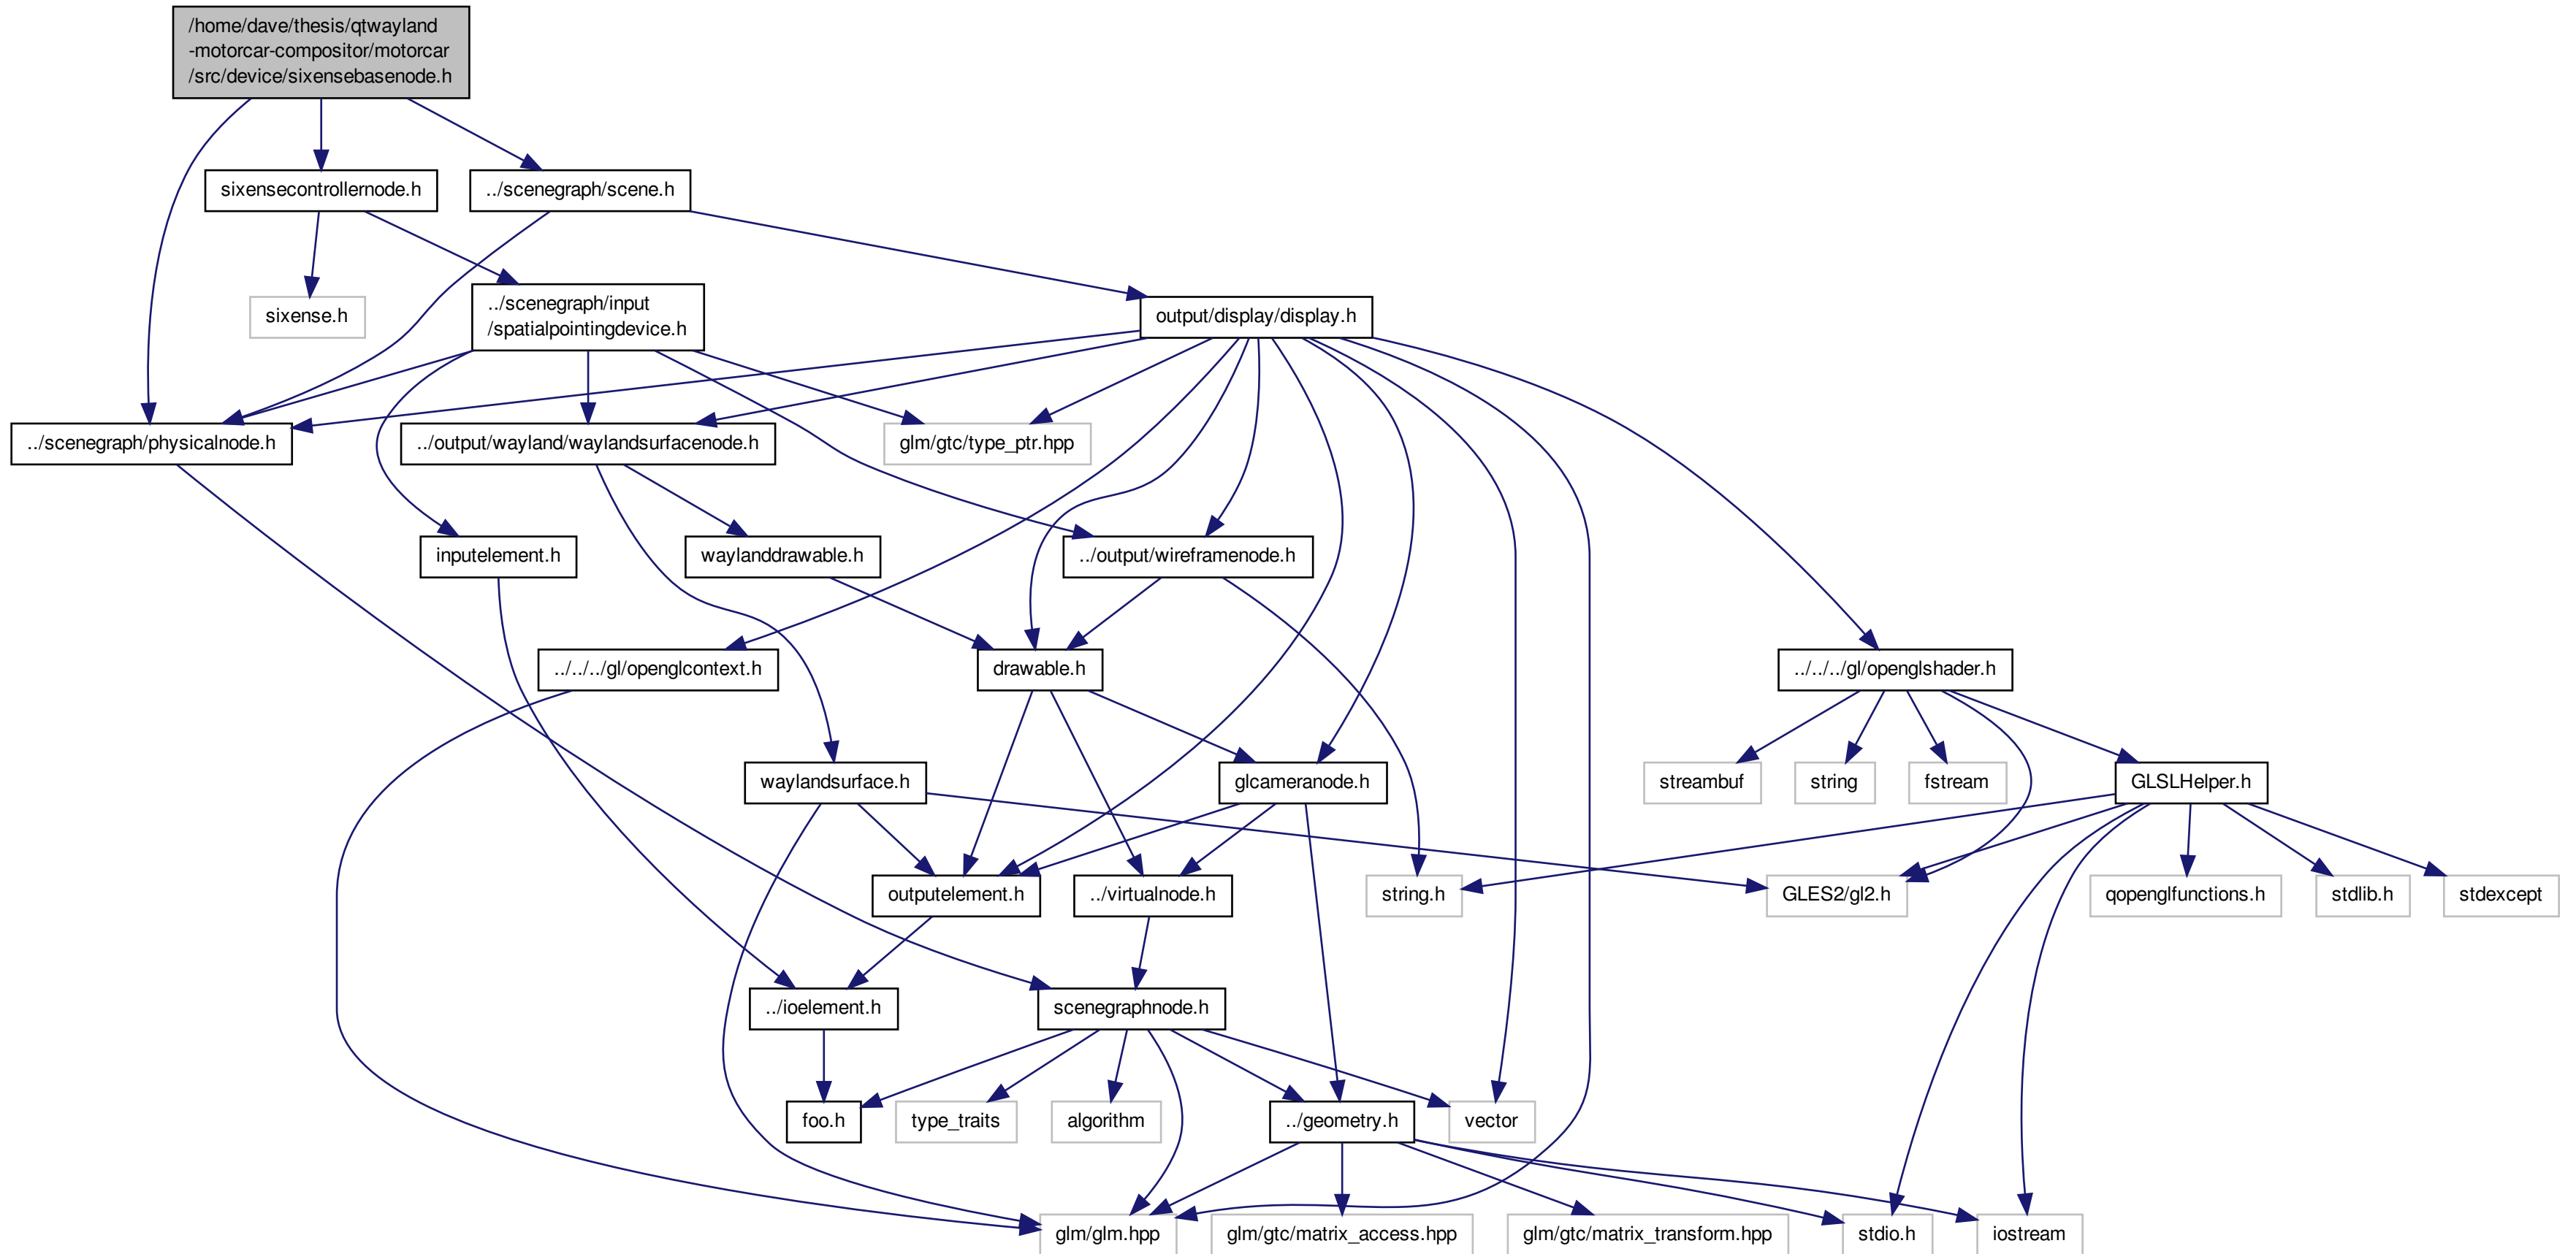 /home/dave/thesis/qtwayland
-motorcar-compositor/motorcar
/src/device/sixensebasenode.h
sixensecontrollernode.h
../scenegraph/scene.h
sixense.h
../scenegraph/input
/spatialpointingdevice.h
output/display/display.h
../scenegraph/physicalnode.h
../output/wayland/waylandsurfacenode.h
glm/gtc/type_ptr.hpp
inputelement.h
waylanddrawable.h
../output/wireframenode.h
../../../gl/openglcontext.h
drawable.h
../../../gl/openglshader.h
waylandsurface.h
glcameranode.h
streambuf
string
fstream
GLSLHelper.h
outputelement.h
../virtualnode.h
string.h
GLES2/gl2.h
qopenglfunctions.h
stdlib.h
stdexcept
../ioelement.h
scenegraphnode.h
foo.h
type_traits
algorithm
../geometry.h
vector
glm/glm.hpp
glm/gtc/matrix_access.hpp
glm/gtc/matrix_transform.hpp
stdio.h
iostream